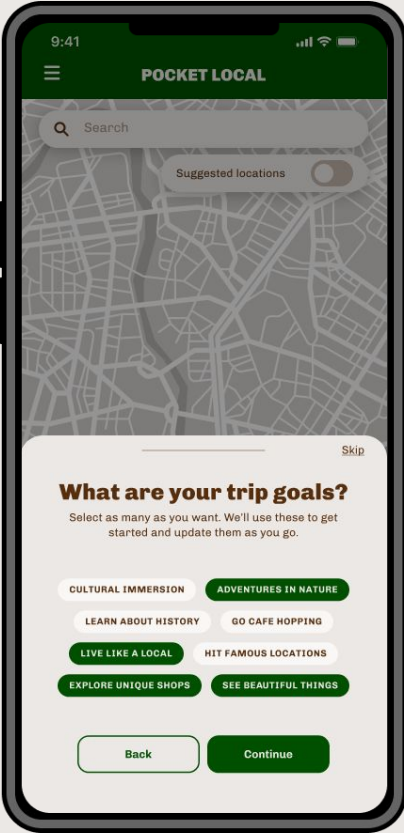 9:41
POCKET LOCAL
Search
Suggested locations
Skip
What are your trip goals?
Select as many as you want. We'll use these to get
started and update them as you go.
CULTURAL IMMERSION ADVENTURES IN NATURE
LEARN ABOUT HISTORY GO CAFE HOPPING
LIVE LIKE A LOCAL HIT FAMOUS LOCATIONS
EXPLORE UNIQUE SHOPS SEE BEAUTIFUL THINGS
Back Continue